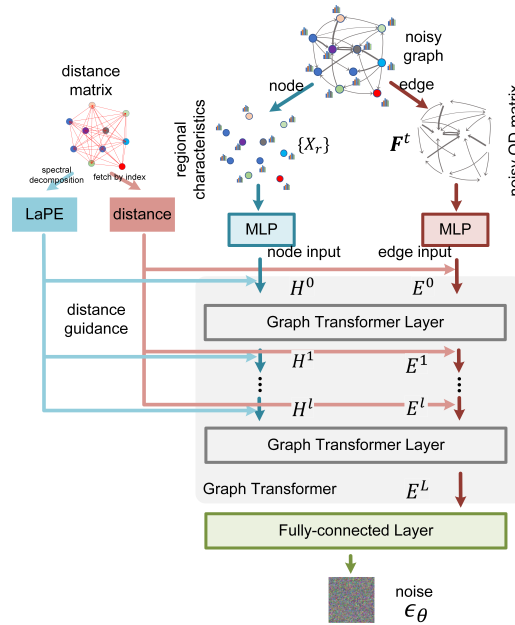 noisy
graph
node
edge
distance
matrix
regional
characteristics
{X_r}
F^t
noisy OD matrix
spectral
decomposition
fetch by index
LaPE
distance
MLP
MLP
node input
edge input
H^0
E^0
distance
guidance
Graph Transformer Layer
H^1
E^1
H^l
E^l
Graph Transformer Layer
Graph Transformer
E^L
Fully-connected Layer
noise
ϵ_θ